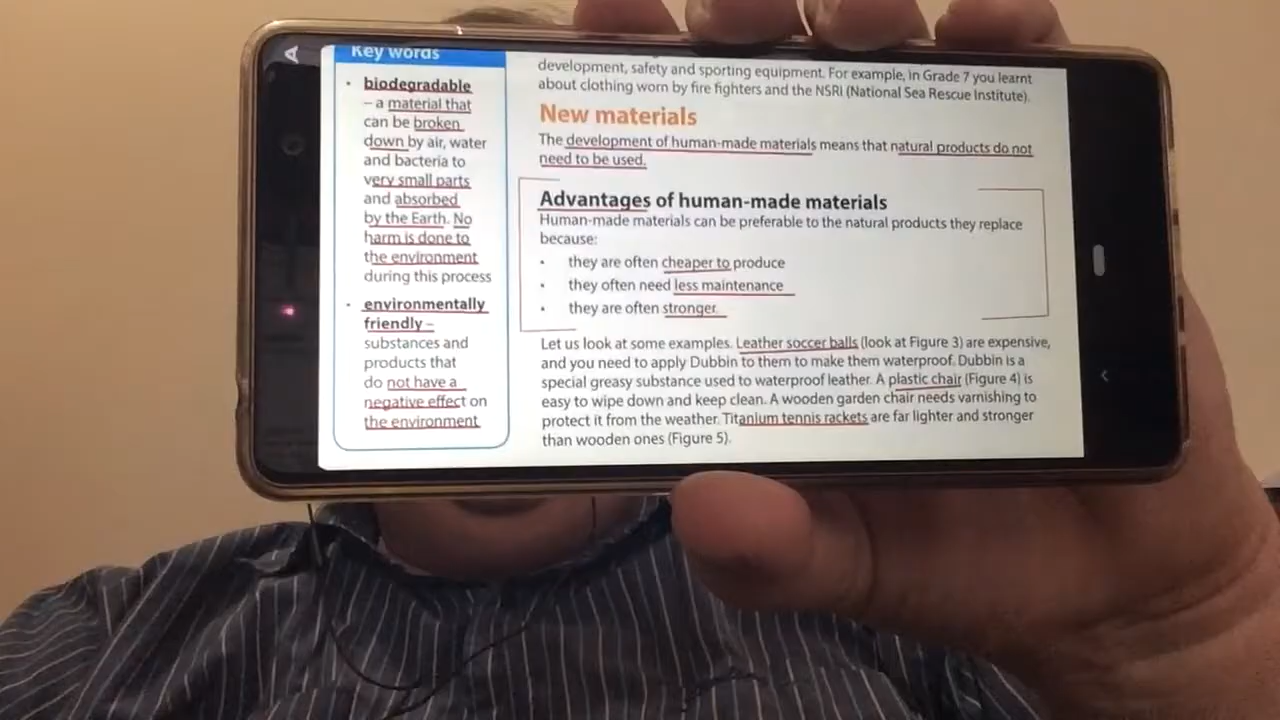 Key words
• biodegradable
– a material that
can be broken
down by air, water
and bacteria to
very small parts
and absorbed
by the Earth. No
harm is done to
the environment
during this process
• environmentally
friendly –
substances and
products that
do not have a
negative effect on
the environment
development, safety and sporting equipment. For example, in Grade 7 you learnt
about clothing worn by fire fighters and the NSRI (National Sea Rescue Institute).
New materials
The development of human-made materials means that natural products do not
need to be used.
Advantages of human-made materials
Human-made materials can be preferable to the natural products they replace
because:
• they are often cheaper to produce
• they often need less maintenance
• they are often stronger.
Let us look at some examples. Leather soccer balls (look at Figure 3) are expensive,
and you need to apply Dubbin to them to make them waterproof. Dubbin is a
special greasy substance used to waterproof leather. A plastic chair (Figure 4) is
easy to wipe down and keep clean. A wooden garden chair needs varnishing to
protect it from the weather. Titanium tennis rackets are far lighter and stronger
than wooden ones (Figure 5).